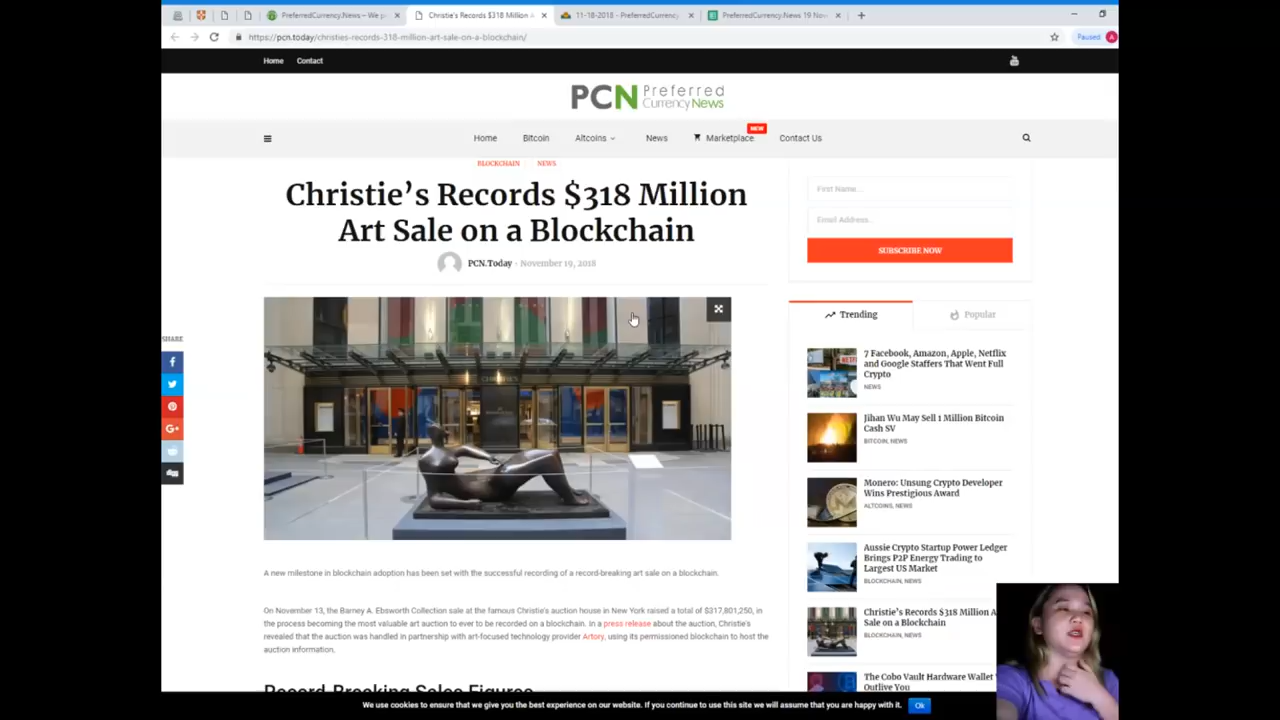 PreferredCurrency.News – We p
Christie's Records $318 Million A
11-18-2018 - PreferredCurrency
PreferredCurrency.News 19 Nov
https://pcn.today/christies-records-318-million-art-sale-on-a-blockchain/
Paused
A
Home
Contact
PCN Preferred
Currency News
Home
Bitcoin
Altcoins
News
Marketplace
NEW
Contact Us
BLOCKCHAIN
NEWS
Christie's Records $318 Million
Art Sale on a Blockchain
PCN.Today - November 19, 2018
First Name...
Email Address...
SUBSCRIBE NOW
SHARE
Trending
Popular
7 Facebook, Amazon, Apple, Netflix
and Google Staffers That Went Full
Crypto
NEWS
Jihan Wu May Sell 1 Million Bitcoin
Cash SV
BITCOIN, NEWS
Monero: Unsung Crypto Developer
Wins Prestigious Award
ALTCOINS, NEWS
Aussie Crypto Startup Power Ledger
Brings P2P Energy Trading to
Largest US Market
BLOCKCHAIN, NEWS
Christie's Records $318 Million A
Sale on a Blockchain
BLOCKCHAIN, NEWS
The Cobo Vault Hardware Wallet
Outlive You
A new milestone in blockchain adoption has been set with the successful recording of a record-breaking art sale on a blockchain.
On November 13, the Barney A. Ebsworth Collection sale at the famous Christie's auction house in New York raised a total of $317,801,250, in
the process becoming the most valuable art auction to ever to be recorded on a blockchain. In a press release about the auction, Christie's
revealed that the auction was handled in partnership with art-focused technology provider Artory, using its permissioned blockchain to host the
auction information.
Record-Breaking Sales Figures
We use cookies to ensure that we give you the best experience on our website. If you continue to use this site we will assume that you are happy with it.
Ok